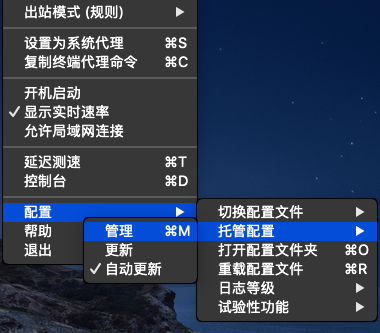 出站模式 (规则) ▶
设置为系统代理 ⌘S
复制终端代理命令 ⌘C
开机启动
✓ 显示实时速率
允许局域网连接
延迟测速 ⌘T
控制台 ⌘D
配置 ▶
帮助
退出
切换配置文件 ▶
托管配置 ▶
打开配置文件夹 ⌘O
重载配置文件 ⌘R
日志等级 ▶
试验性功能 ▶
管理 ⌘M
更新
✓ 自动更新